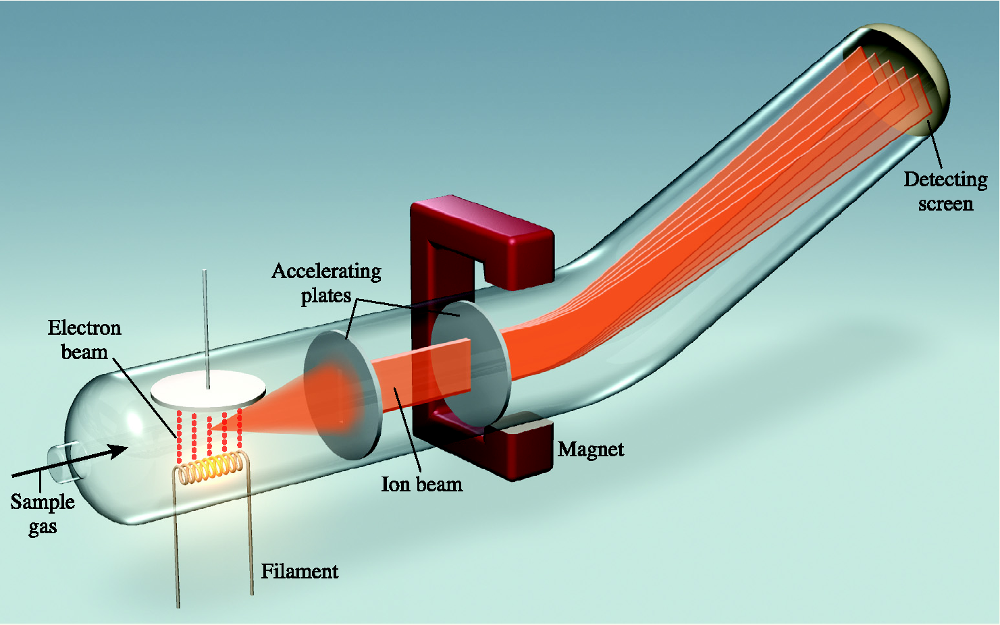 Detecting
screen
Accelerating
plates
Electron
beam
Magnet
Ion beam
Sample
gas
Filament